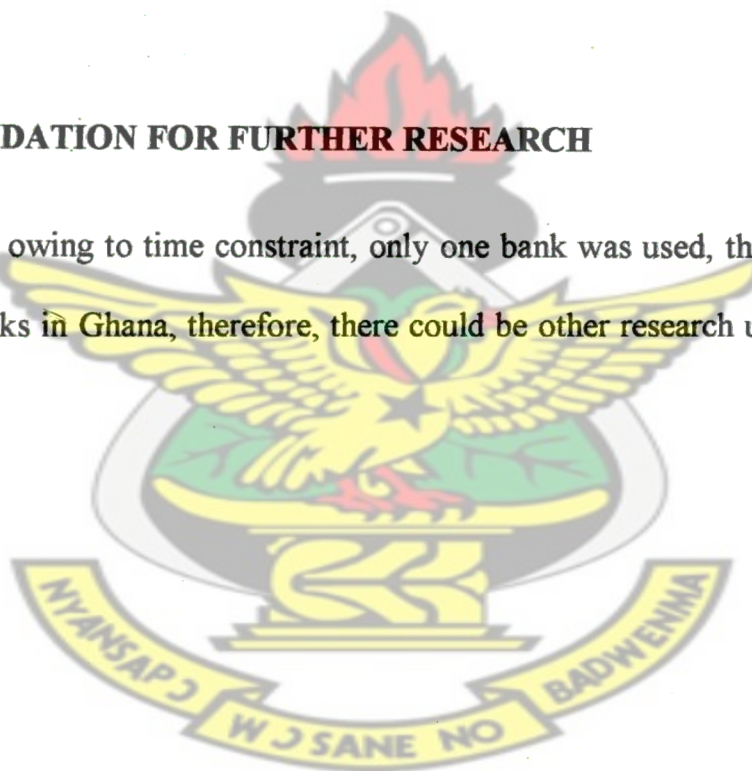 DATION FOR FURTHER RESEARCH
owing to time constraint, only one bank was used, th
ks in Ghana, therefore, there could be other research u
NYANSAPƆ WƆSANE NO BADWENMA